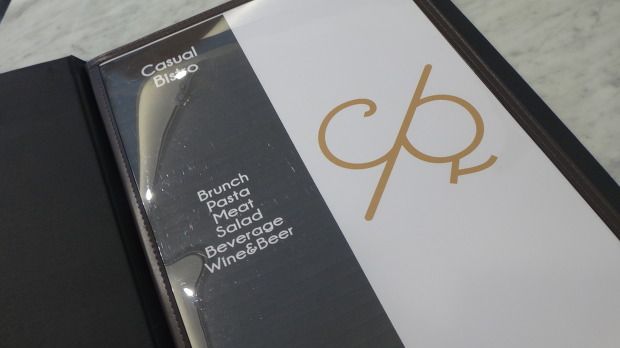 Casual
Bistro
Brunch
Pasta
Meat
Salad
Beverage
Wine&Beer